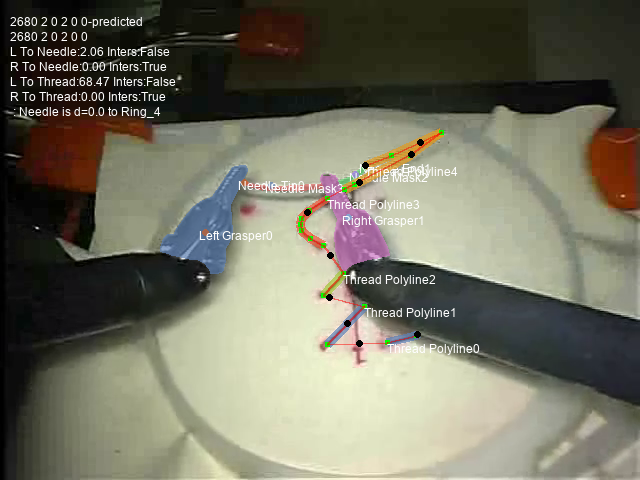 2680 2 0 2 0 0-predicted
2680 2 0 2 0 0
L To Needle:2.06 Inters:False
R To Needle:0.00 Inters:True
L To Thread:68.47 Inters:False
R To Thread:0.00 Inters:True
: Needle is d=0.0 to Ring_4
Thread Polyline4
Needle Mask2
Needle Tip0
Needle Mask3
Thread Polyline3
Right Grasper1
Left Grasper0
Thread Polyline2
Thread Polyline1
Thread Polyline0